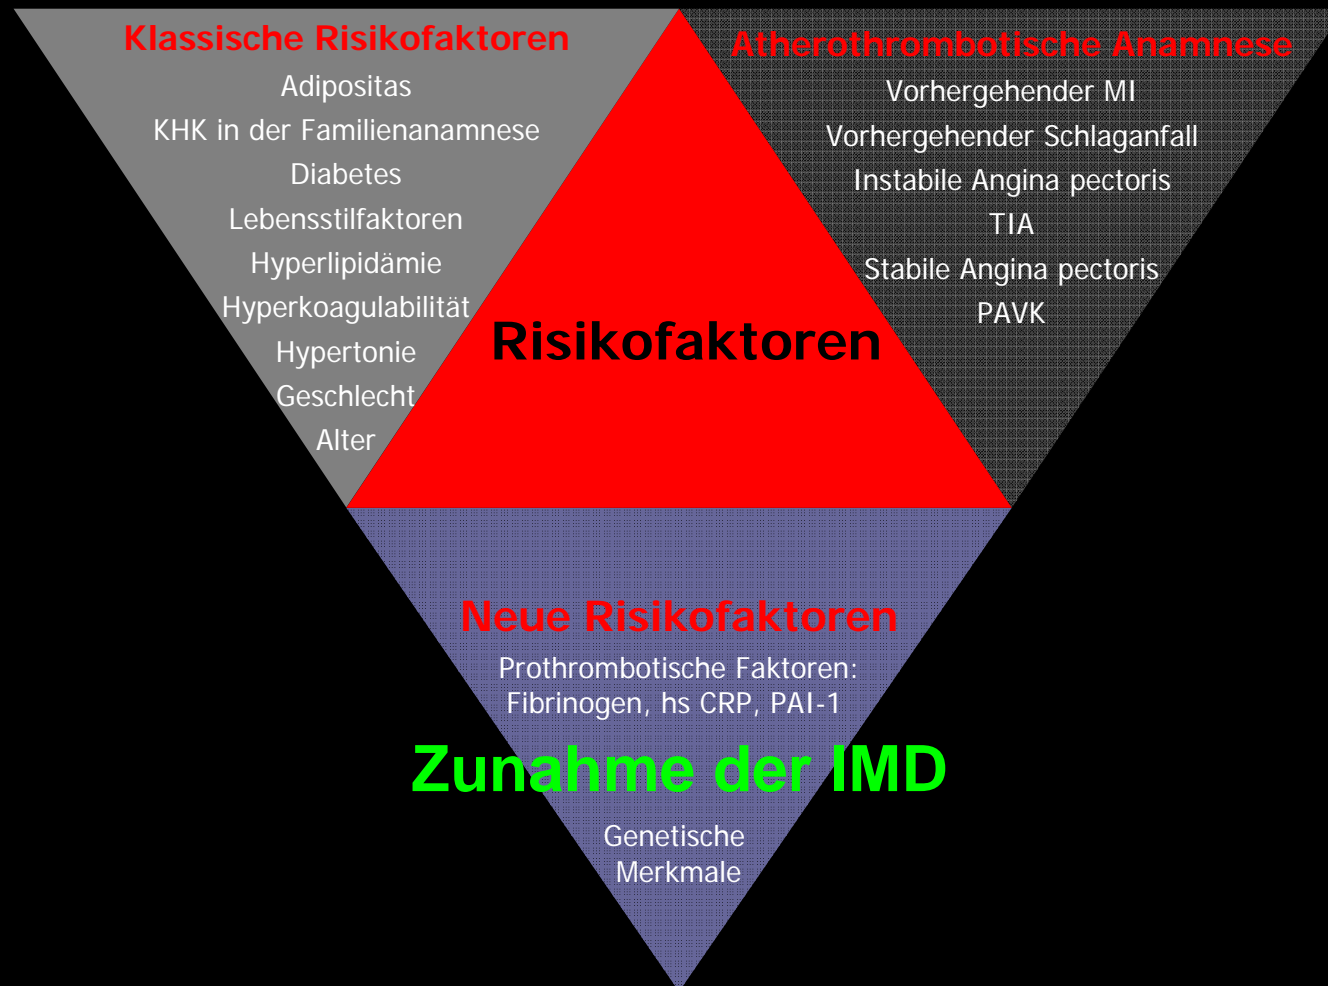 Klassische Risikofaktoren
Adipositas
KHK in der Familienanamnese
Diabetes
Lebensstilfaktoren
Hyperlipidämie
Hyperkoagulabilität
Hypertonie
Geschlecht
Alter
Atherothrombotische Anamnese
Vorhergehender MI
Vorhergehender Schlaganfall
Instabile Angina pectoris
TIA
Stabile Angina pectoris
PAVK
Risikofaktoren
Neue Risikofaktoren
Prothrombotische Faktoren:
Fibrinogen, hs CRP, PAI-1
Zunahme der IMD
Genetische
Merkmale